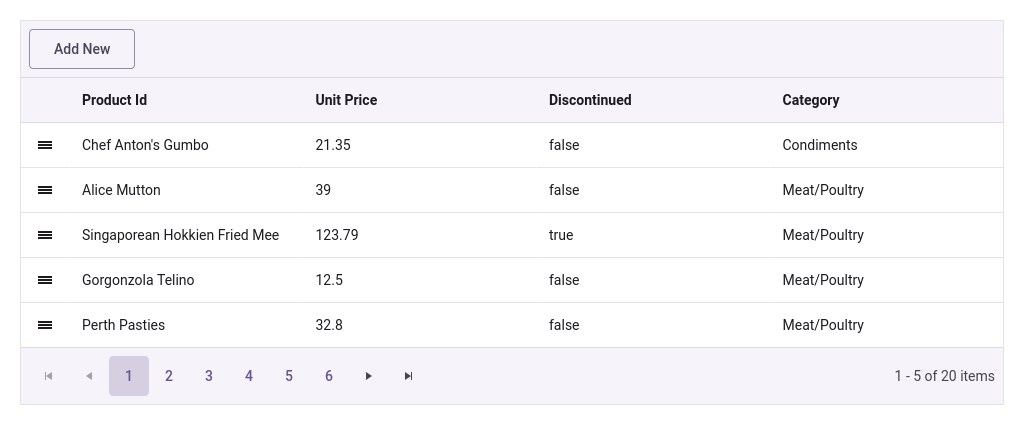 Add New
Product Id Unit Price Discontinued Category
Chef Anton's Gumbo 21.35 false Condiments
Alice Mutton 39 false Meat/Poultry
Singaporean Hokkien Fried Mee 123.79 true Meat/Poultry
Gorgonzola Telino 12.5 false Meat/Poultry
Perth Pasties 32.8 false Meat/Poultry
1 2 3 4 5 6 1 - 5 of 20 items